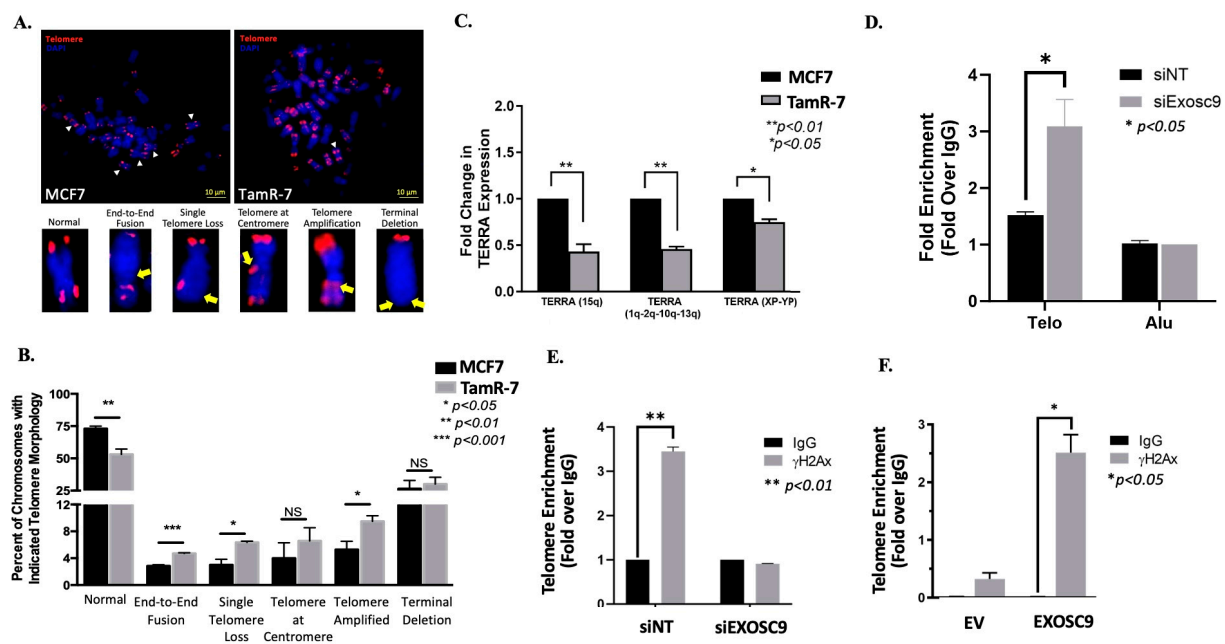 A.
Telomere
DAPI
MCF7
10 µm
Telomere
DAPI
TamR-7
10 µm
Normal
End-to-End
Fusion
Single
Telomere Loss
Telomere at
Centromere
Telomere
Amplification
Terminal
Deletion
B.
MCF7
TamR-7
* p<0.05
** p<0.01
*** p<0.001
Percent of Chromosomes with
Indicated Telomere Morphology
100
75
50
25
12
8
4
0
**
***
*
NS
*
NS
Normal
End-to-End
Fusion
Single
Telomere
Loss
Telomere
at
Centromere
Telomere
Amplified
Terminal
Deletion
C.
MCF7
TamR-7
**p<0.01
*p<0.05
Fold Change in
TERRA Expression
2.0
1.5
1.0
0.5
0.0
**
**
*
TERRA (15q)
TERRA
(1q-2q-10q-13q)
TERRA (XP-YP)
D.
siNT
siExosc9
* p<0.05
Fold Enrichment
(Fold Over IgG)
4
3
2
1
0
*
Telo
Alu
E.
IgG
γH2Ax
** p<0.01
Telomere Enrichment
(Fold over IgG)
4
3
2
1
0
**
siNT
siEXOSC9
F.
IgG
γH2Ax
*p<0.05
Telomere Enrichment
(Fold over IgG)
3
2
2
1
1
0
*
EV
EXOSC9